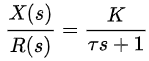 X(s)/R(s) = K/(τs + 1)